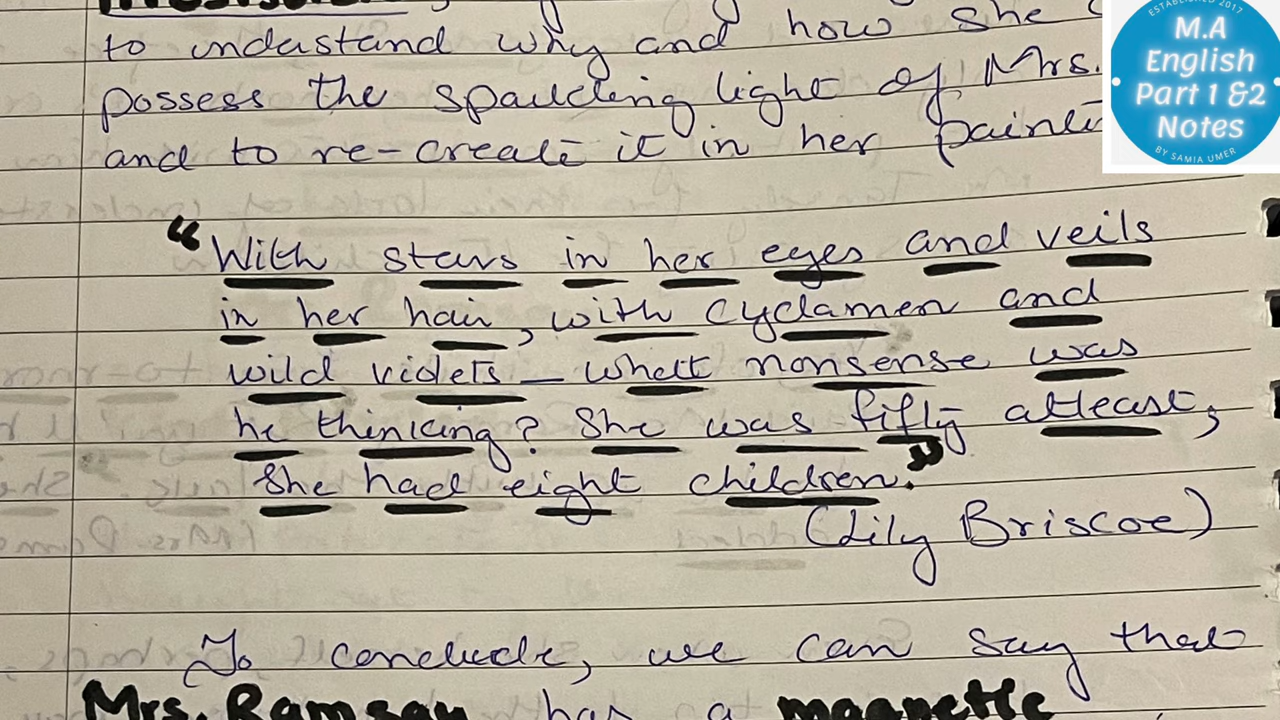 to understand why and how she
possess the sparkling light of Mrs.
and to re-create it in her
"With stars in her eyes and veils
in her hair, with cyclamen and
wild violets – what nonsense was
he thinking? She was fifty atleast,
She had eight children."
(Lily Briscoe)
To conclude, we can say that
Mrs. Ramsay has a magnetic
ESTABLISHED 2017
M.A
English
Part 1 &2
Notes
BY SAMIA UMER